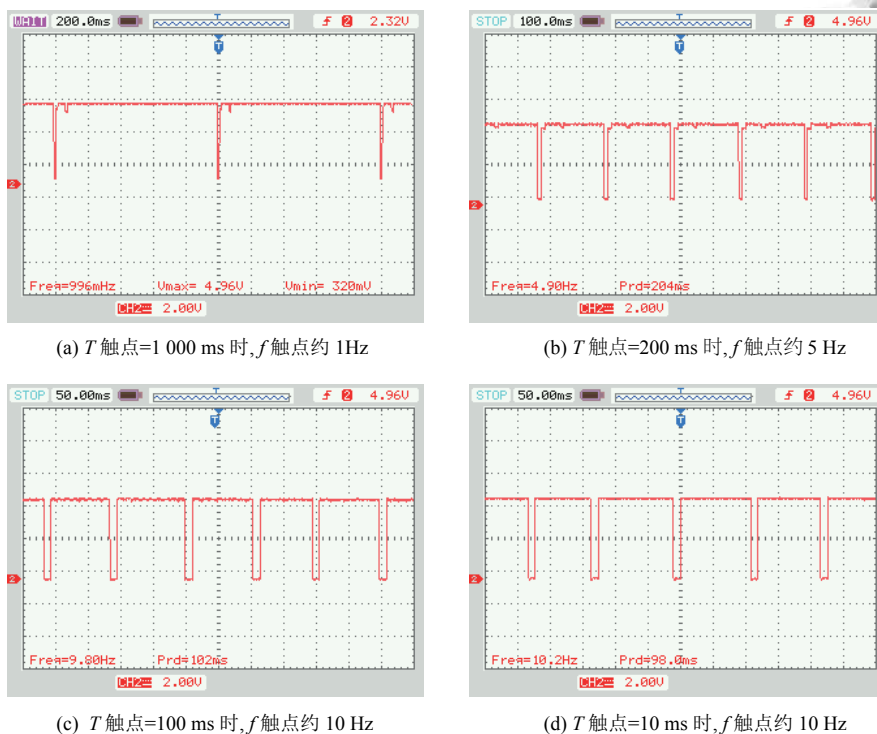 WAIT 200.0ms T ƒ 2 2.32V
T
2
Freq=996mHz Vmax= 4.96V Vmin= 320mV
CH2 2.00V
(a) T 触点=1 000 ms 时,f 触点约 1Hz
STOP 100.0ms T ƒ 2 4.96V
T
2
Freq=4.90Hz Prd=204ms
CH2 2.00V
(b) T 触点=200 ms 时,f 触点约 5 Hz
STOP 50.00ms T ƒ 2 4.96V
T
2
Freq=9.80Hz Prd=102ms
CH2 2.00V
(c) T 触点=100 ms 时,f 触点约 10 Hz
STOP 50.00ms T ƒ 2 4.96V
T
2
Freq=10.2Hz Prd=98.0ms
CH2 2.00V
(d) T 触点=10 ms 时,f 触点约 10 Hz